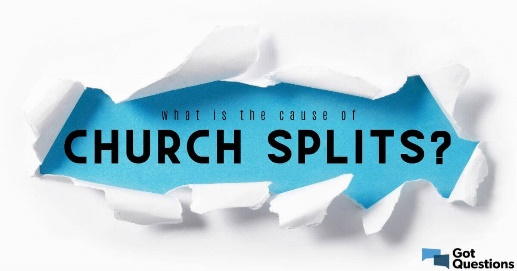 what is the cause of
CHURCH SPLITS?
Got
Questions